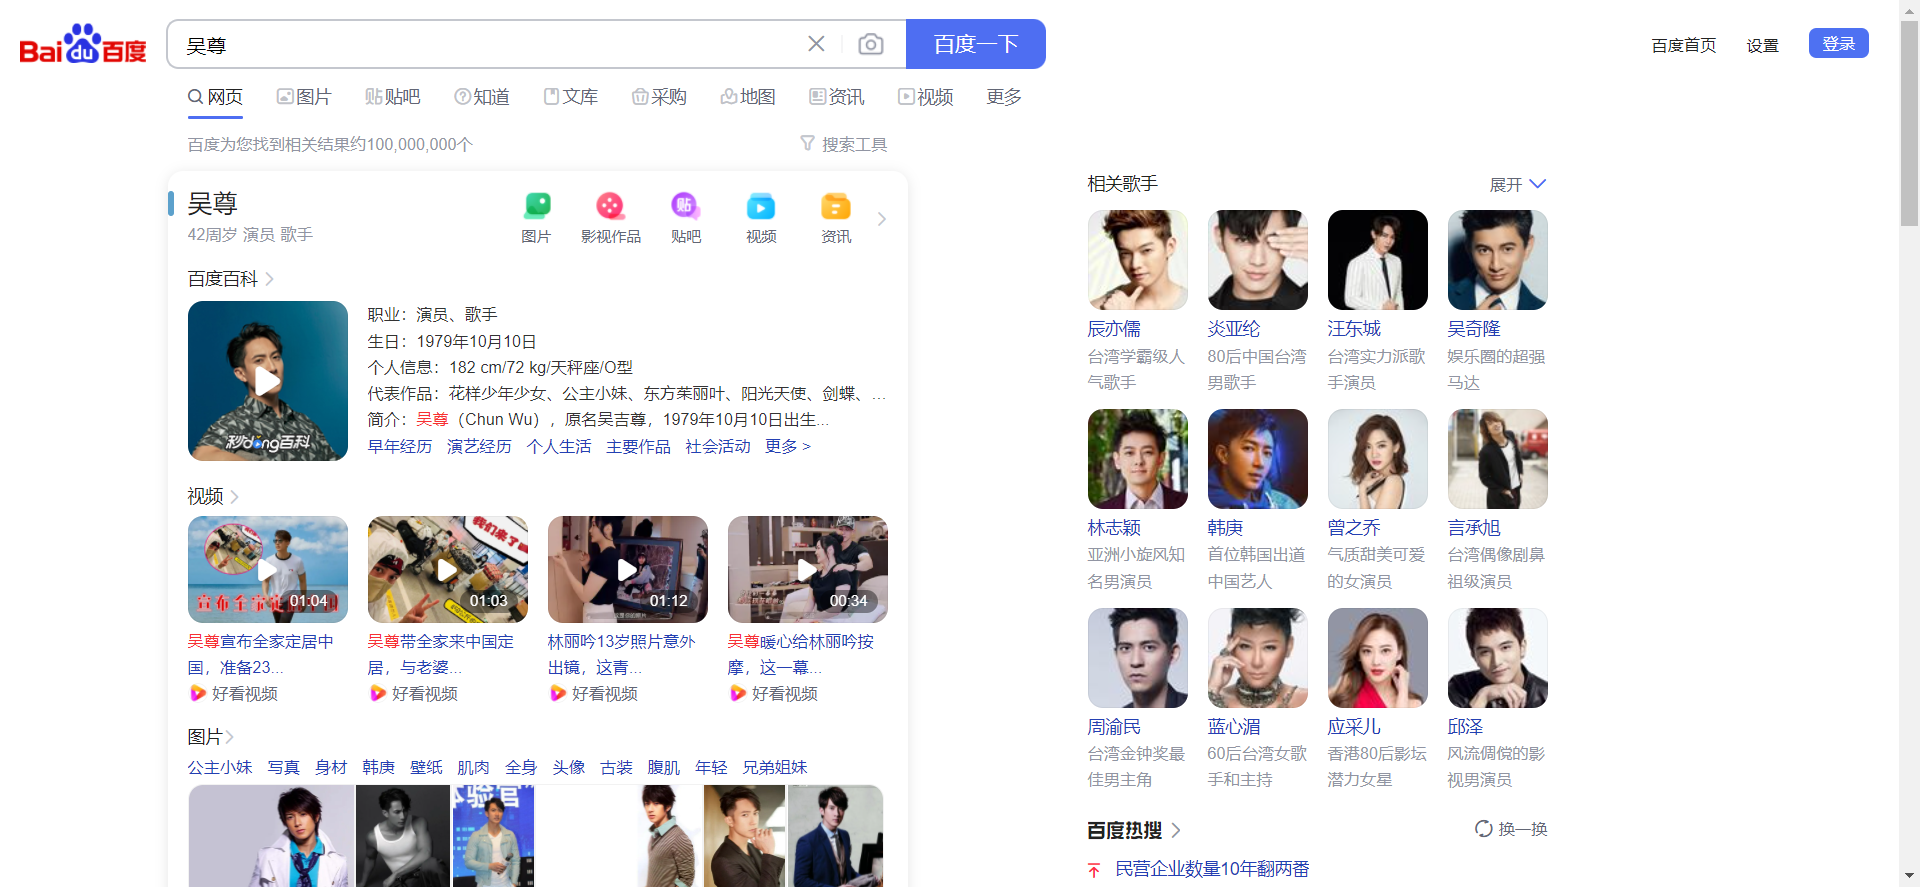 Bai du 百度
吴尊
百度一下
百度首页
设置
登录
网页
图片
贴吧
知道
文库
采购
地图
资讯
视频
更多
百度为您找到相关结果约100,000,000个
搜索工具
吴尊
42周岁 演员 歌手
图片
影视作品
贴
贴吧
视频
资讯
百度百科
职业：演员、歌手
生日：1979年10月10日
个人信息：182 cm/72 kg/天秤座/O型
代表作品：花样少年少女、公主小妹、东方茱丽叶、阳光天使、剑蝶、...
简介：吴尊（Chun Wu），原名吴吉尊，1979年10月10日出生...
早年经历 演艺经历 个人生活 主要作品 社会活动 更多 >
秒dong百科
视频
我们来了
宣布全家定
01:04
01:03
01:12
00:34
吴尊宣布全家定居中
国，准备23...
好看视频
吴尊带全家来中国定
居，与老婆...
好看视频
林丽吟13岁照片意外
出镜，这青...
好看视频
吴尊暖心给林丽吟按
摩，这一幕...
好看视频
图片
公主小妹 写真 身材 韩庚 壁纸 肌肉 全身 头像 古装 腹肌 年轻 兄弟姐妹
体验官
相关歌手
展开
辰亦儒
台湾学霸级人
气歌手
炎亚纶
80后中国台湾
男歌手
汪东城
台湾实力派歌
手演员
吴奇隆
娱乐圈的超强
马达
林志颖
亚洲小旋风知
名男演员
韩庚
首位韩国出道
中国艺人
曾之乔
气质甜美可爱
的女演员
言承旭
台湾偶像剧鼻
祖级演员
周渝民
台湾金钟奖最
佳男主角
蓝心湄
60后台湾女歌
手和主持
应采儿
香港80后影坛
潜力女星
邱泽
风流倜傥的影
视男演员
百度热搜
换一换
民营企业数量10年翻两番